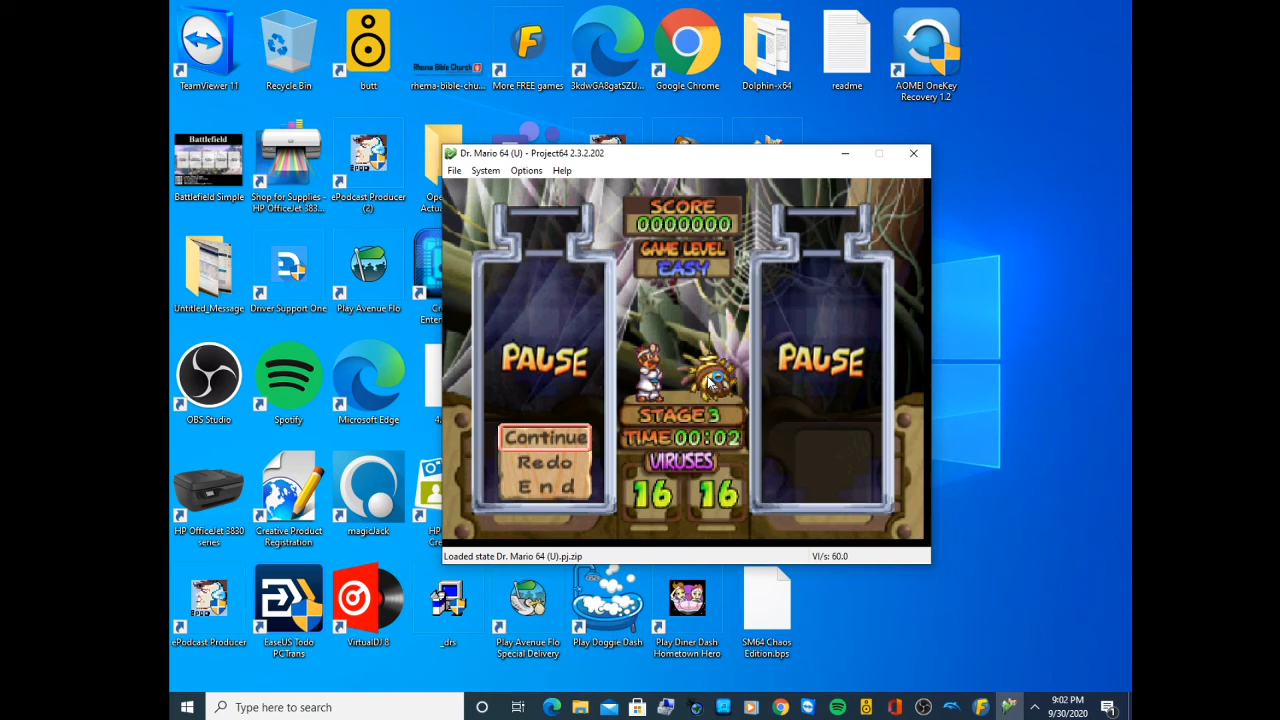 TeamViewer 11
Recycle Bin
butt
rhema-bible-chu...
More FREE games
3kdwGA8gatSZU...
Google Chrome
Dolphin-x64
readme
AOMEI OneKey
Recovery 1.2
Battlefield
Battlefield Simple
Shop for Supplies -
HP OfficeJet 383...
ePodcast Producer
(2)
Untitled_Message
Driver Support One
Play Avenue Flo
OBS Studio
Spotify
Microsoft Edge
HP OfficeJet 3830
series
Creative Product
Registration
magicJack
ePodcast Producer
EaseUS Todo
PCTrans
VirtualDJ 8
_drs
Play Avenue Flo
Special Delivery
Play Doggie Dash
Play Diner Dash
Hometown Hero
SM64 Chaos
Edition.bps
Dr. Mario 64 (U) - Project64 2.3.2.202
File System Options Help
SCORE
0000000
GAME LEVEL
EASY
PAUSE
PAUSE
Continue
Redo
End
STAGE 3
TIME 00:02
VIRUSES
16 16
Loaded state Dr. Mario 64 (U).pj.zip
VI/s: 60.0
Type here to search
9:02 PM
9/30/2020
1